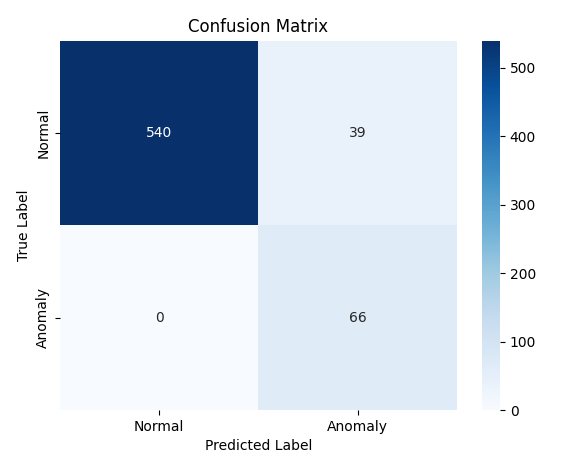 Confusion Matrix
True Label
Normal
540
39
Anomaly
0
66
Normal
Anomaly
Predicted Label
500
400
300
200
100
0